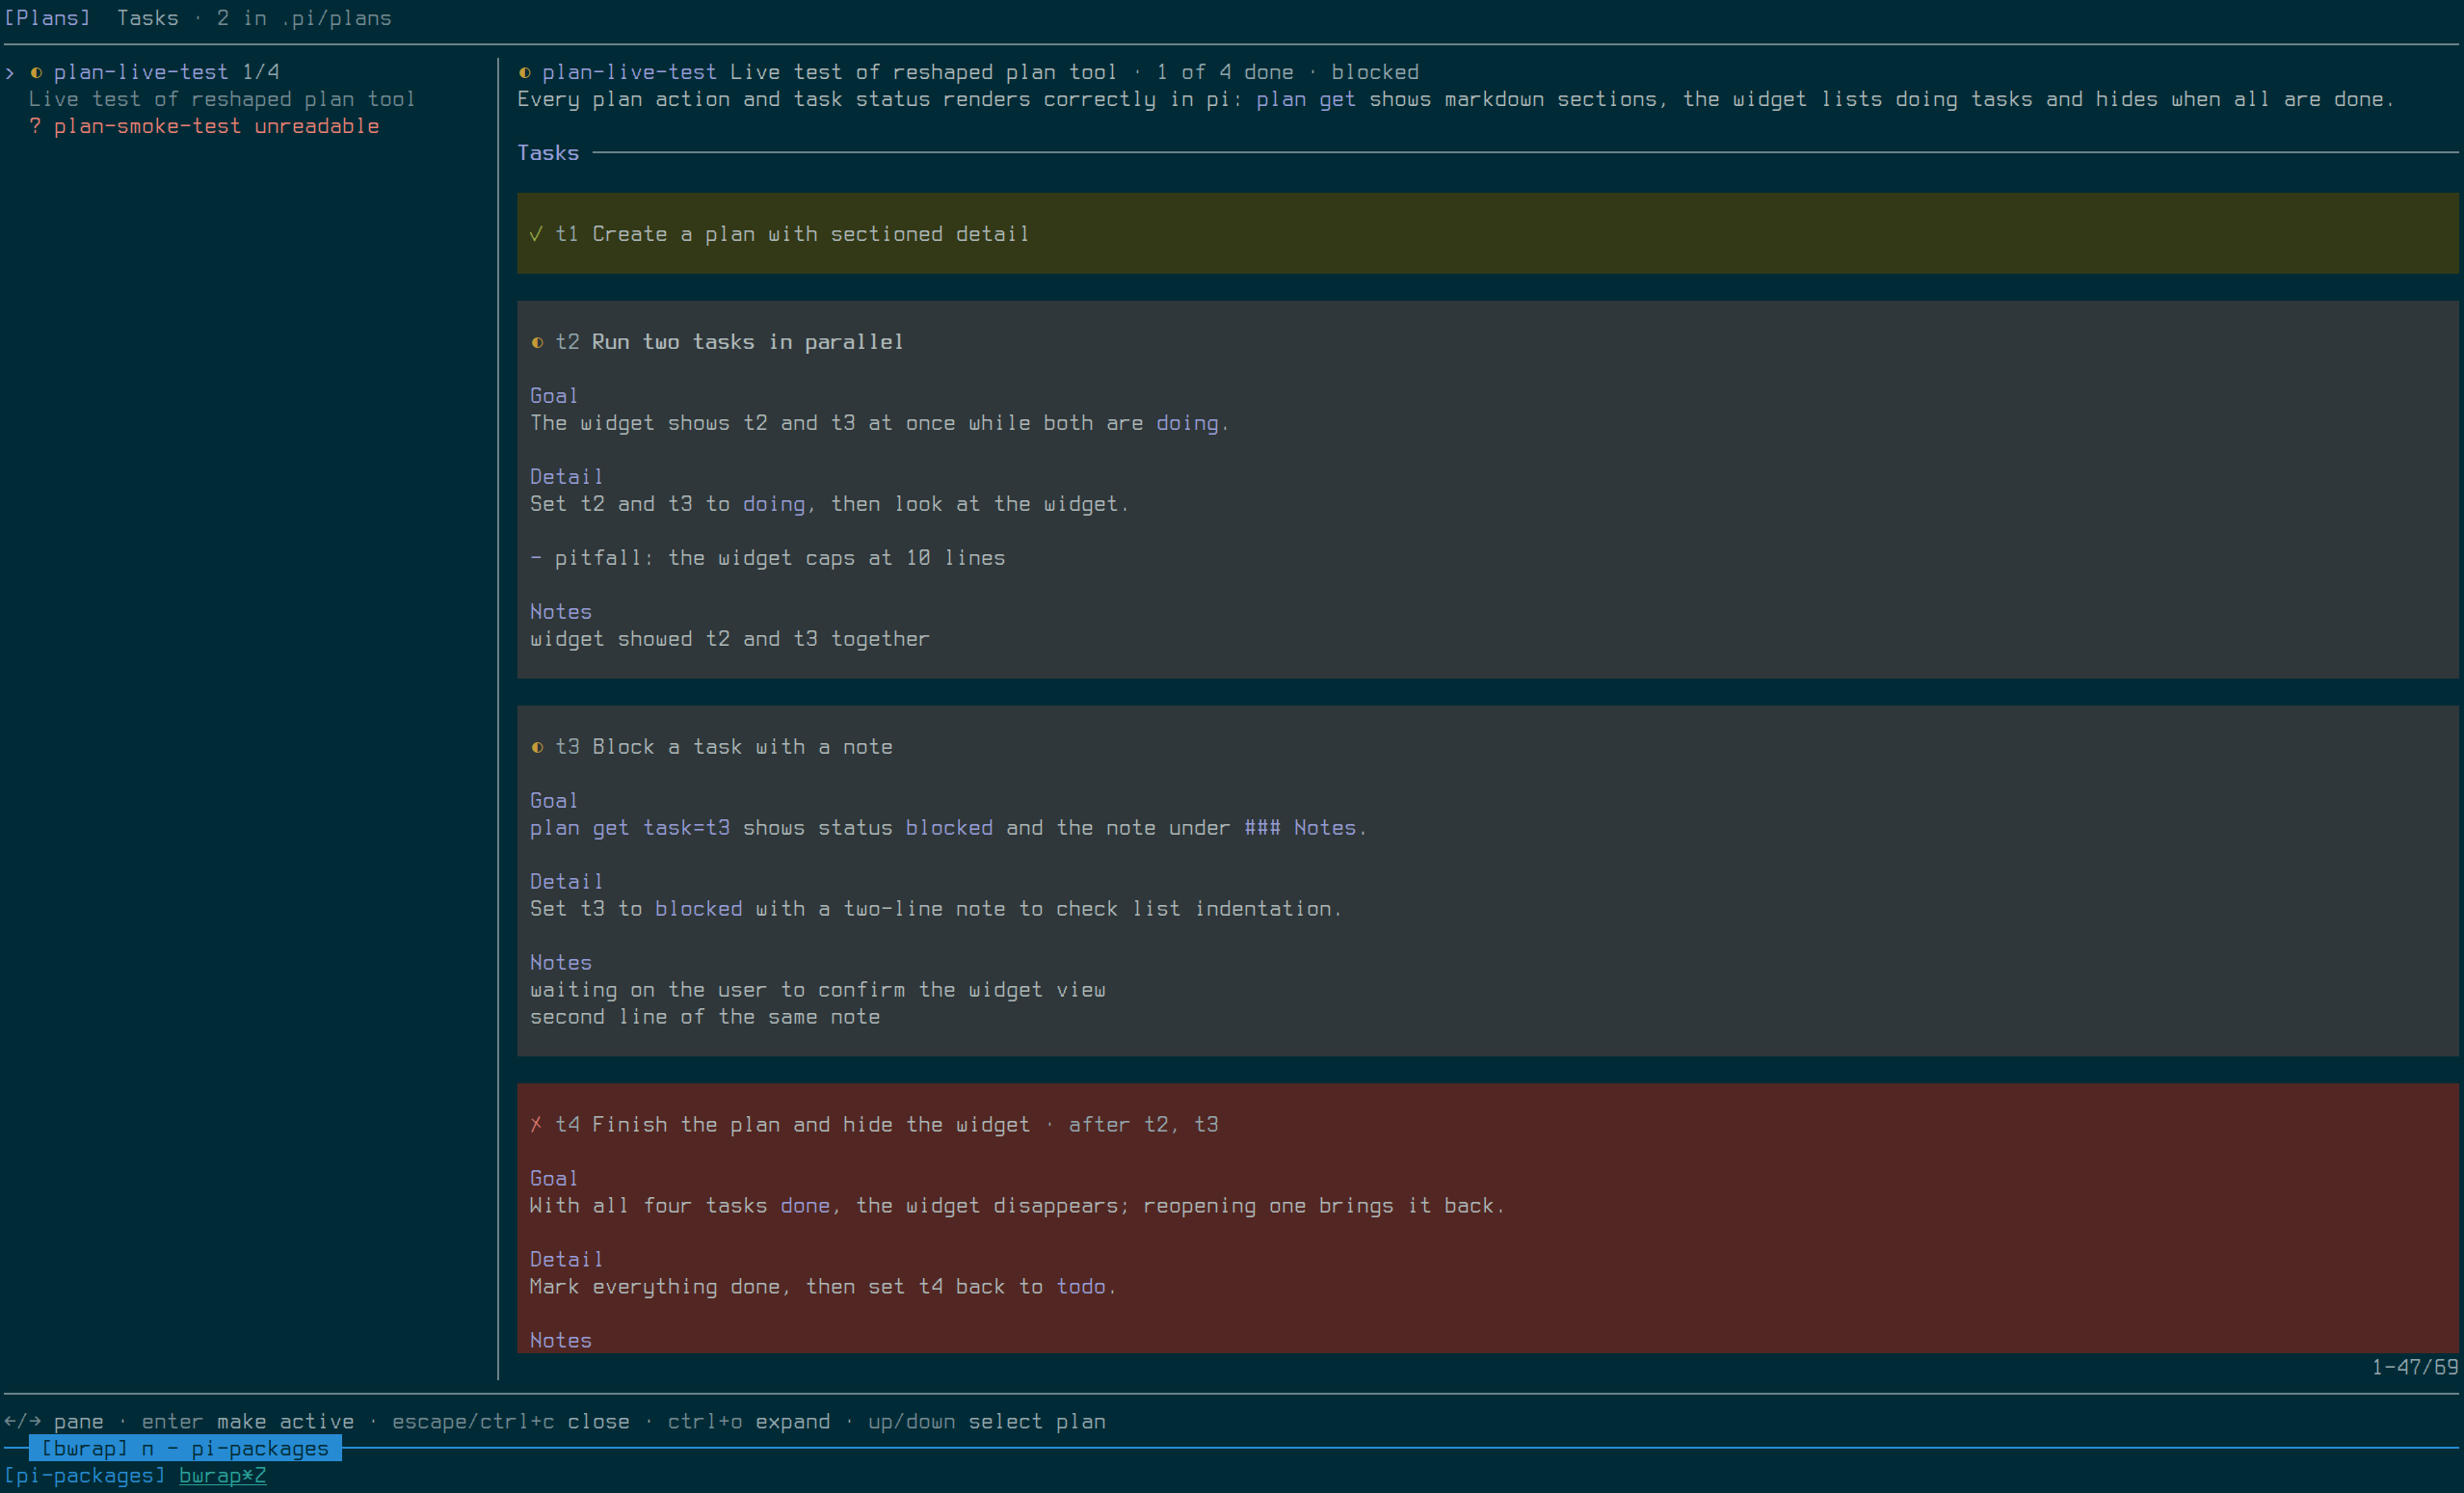 [Plans]  Tasks · 2 in .pi/plans
› ◐ plan-live-test 1/4
Live test of reshaped plan tool
? plan-smoke-test unreadable
◐ plan-live-test Live test of reshaped plan tool · 1 of 4 done · blocked
Every plan action and task status renders correctly in pi: plan get shows markdown sections, the widget lists doing tasks and hides when all are done.
Tasks
✓ t1 Create a plan with sectioned detail
◐ t2 Run two tasks in parallel
Goal
The widget shows t2 and t3 at once while both are doing.
Detail
Set t2 and t3 to doing, then look at the widget.
- pitfall: the widget caps at 10 lines
Notes
widget showed t2 and t3 together
◐ t3 Block a task with a note
Goal
plan get task=t3 shows status blocked and the note under ### Notes.
Detail
Set t3 to blocked with a two-line note to check list indentation.
Notes
waiting on the user to confirm the widget view
second line of the same note
✗ t4 Finish the plan and hide the widget · after t2, t3
Goal
With all four tasks done, the widget disappears; reopening one brings it back.
Detail
Mark everything done, then set t4 back to todo.
Notes
1-47/69
←/→ pane · enter make active · escape/ctrl+c close · ctrl+o expand · up/down select plan
[bwrap] n - pi-packages
[pi-packages] bwrap*Z